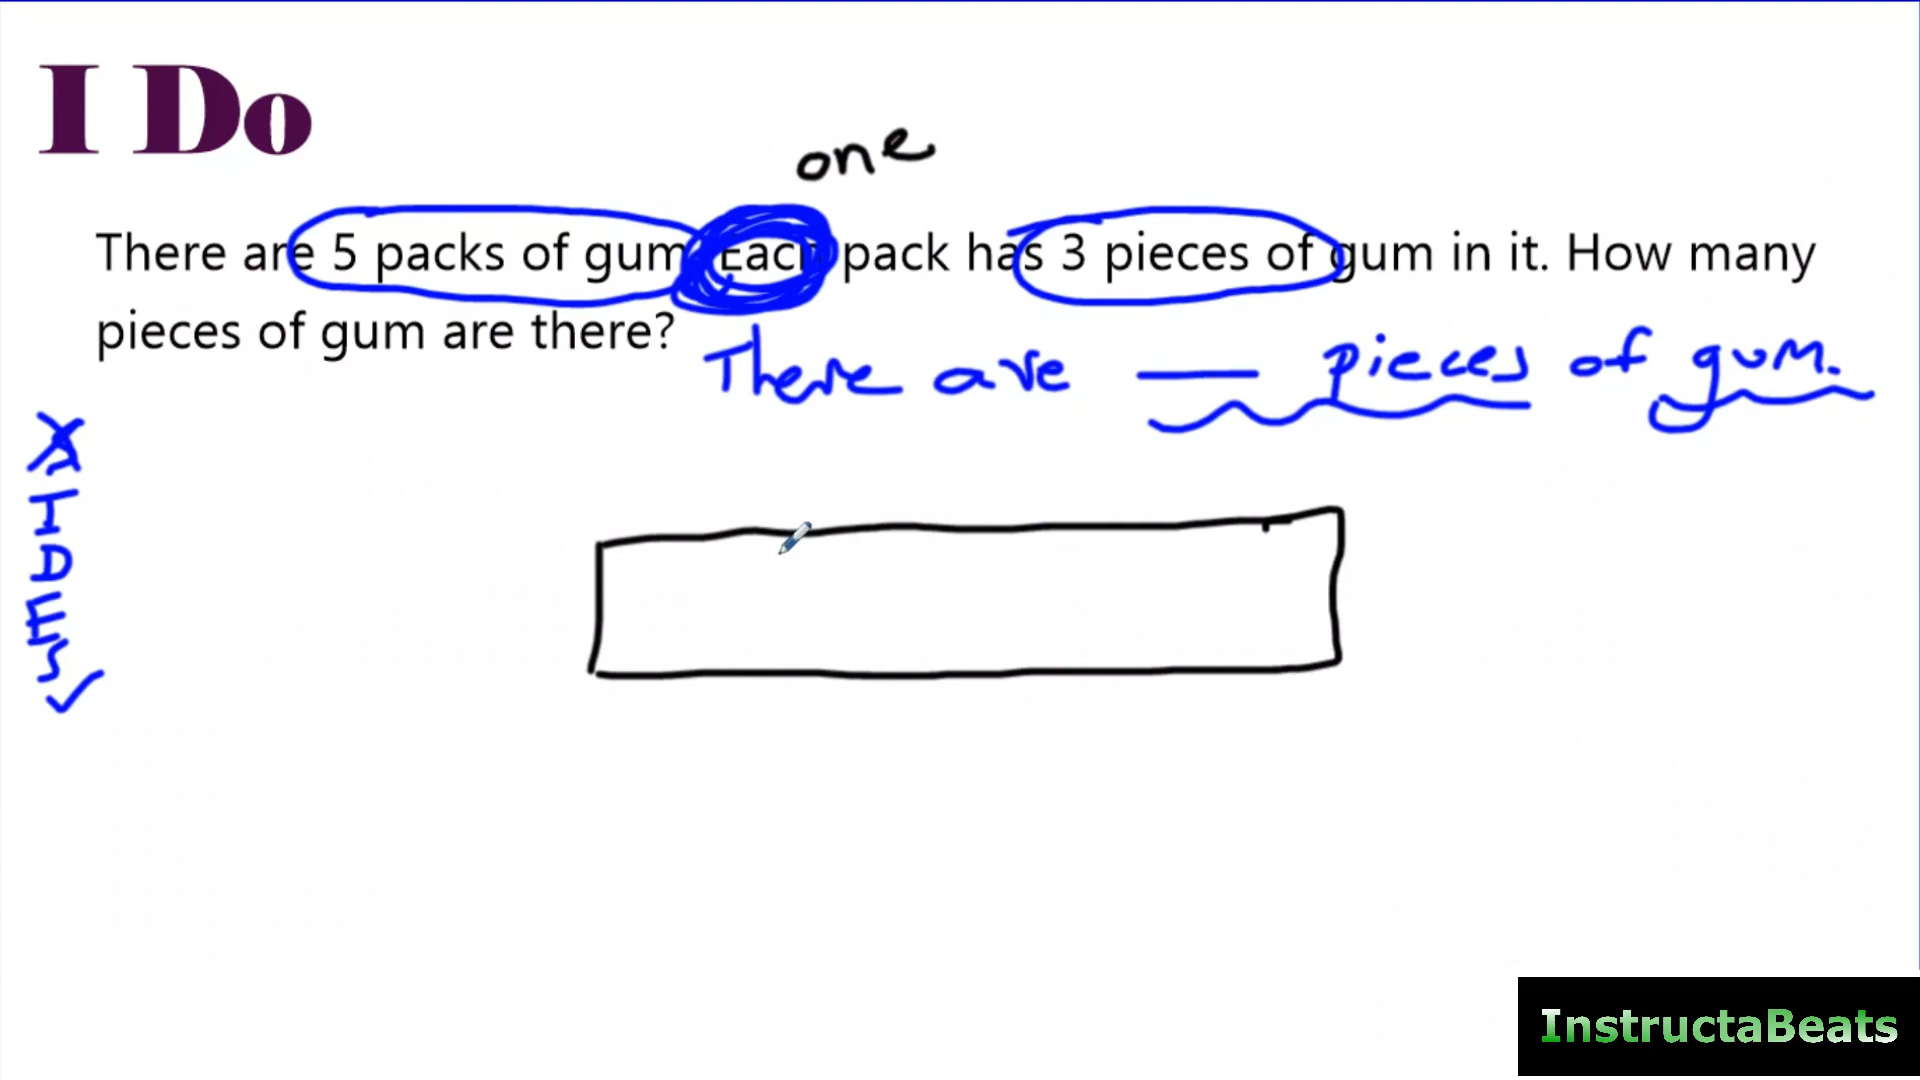 I Do
one
There are 5 packs of gum. Each pack has 3 pieces of gum in it. How many
pieces of gum are there?
There are ___ pieces of gum.
InstructaBeats